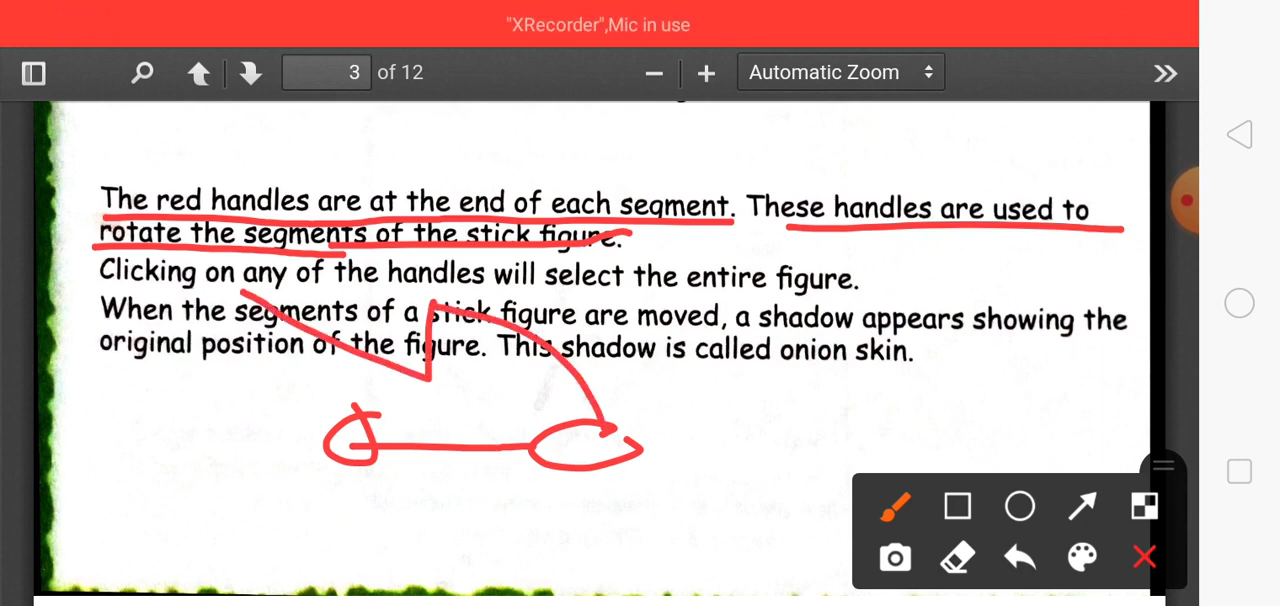 "XRecorder",Mic in use
3 of 12
Automatic Zoom
The red handles are at the end of each segment. These handles are used to
rotate the segments of the stick figure.
Clicking on any of the handles will select the entire figure.
When the segments of a stick figure are moved, a shadow appears showing the
original position of the figure. This shadow is called onion skin.